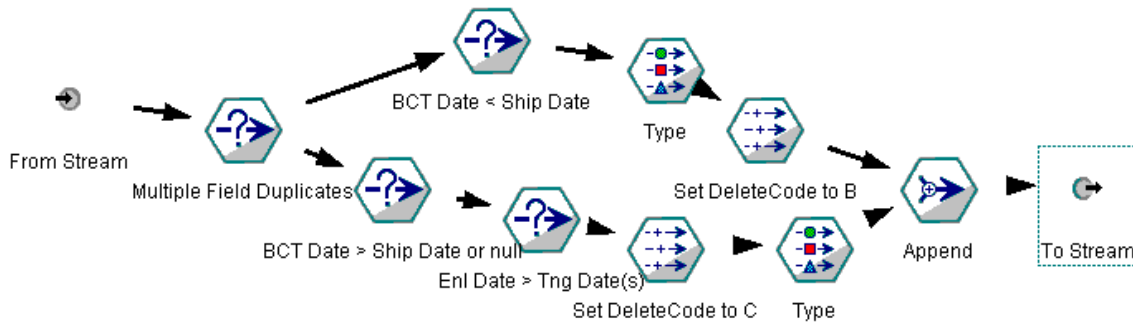 BCT Date < Ship Date
Type
From Stream
Multiple Field Duplicates
Set DeleteCode to B
BCT Date > Ship Date or null
Append
To Stream
Enl Date > Tng Date(s)
Set DeleteCode to C
Type